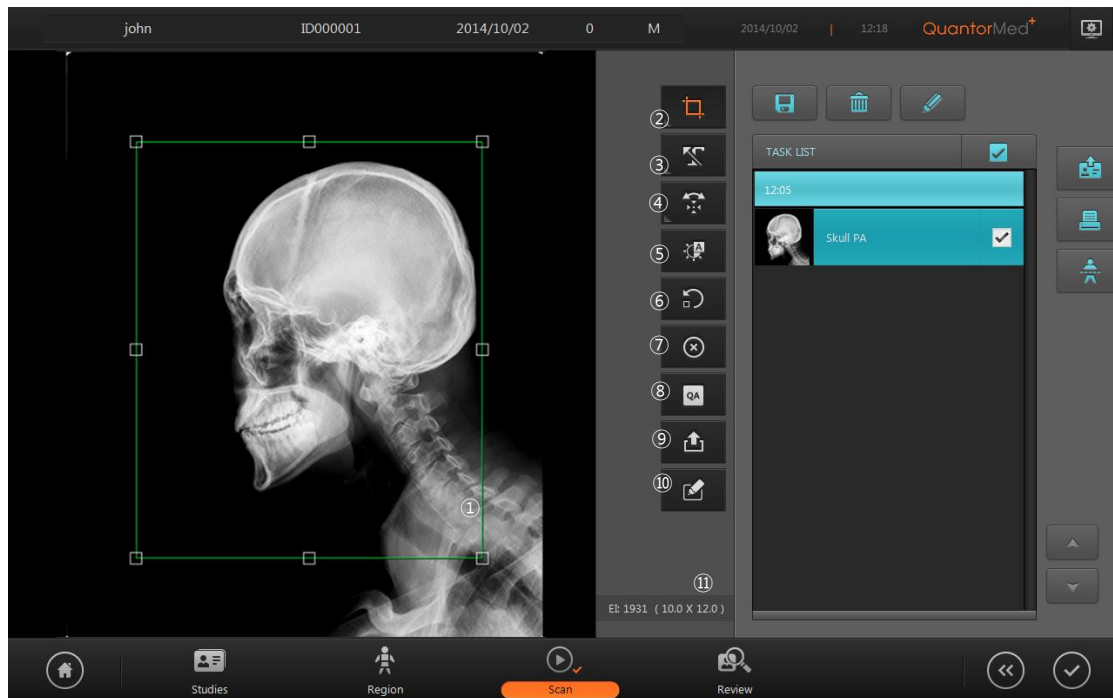 john ID000001 2014/10/02 0 M 2014/10/02 | 12:18 QuantorMed+
②
③
④
⑤
⑥
⑦
⑧ QA
⑨
⑩
①
⑪
EI: 1931 ( 10.0 X 12.0 )
TASK LIST
12:05
Skull PA
Studies Region Scan Review